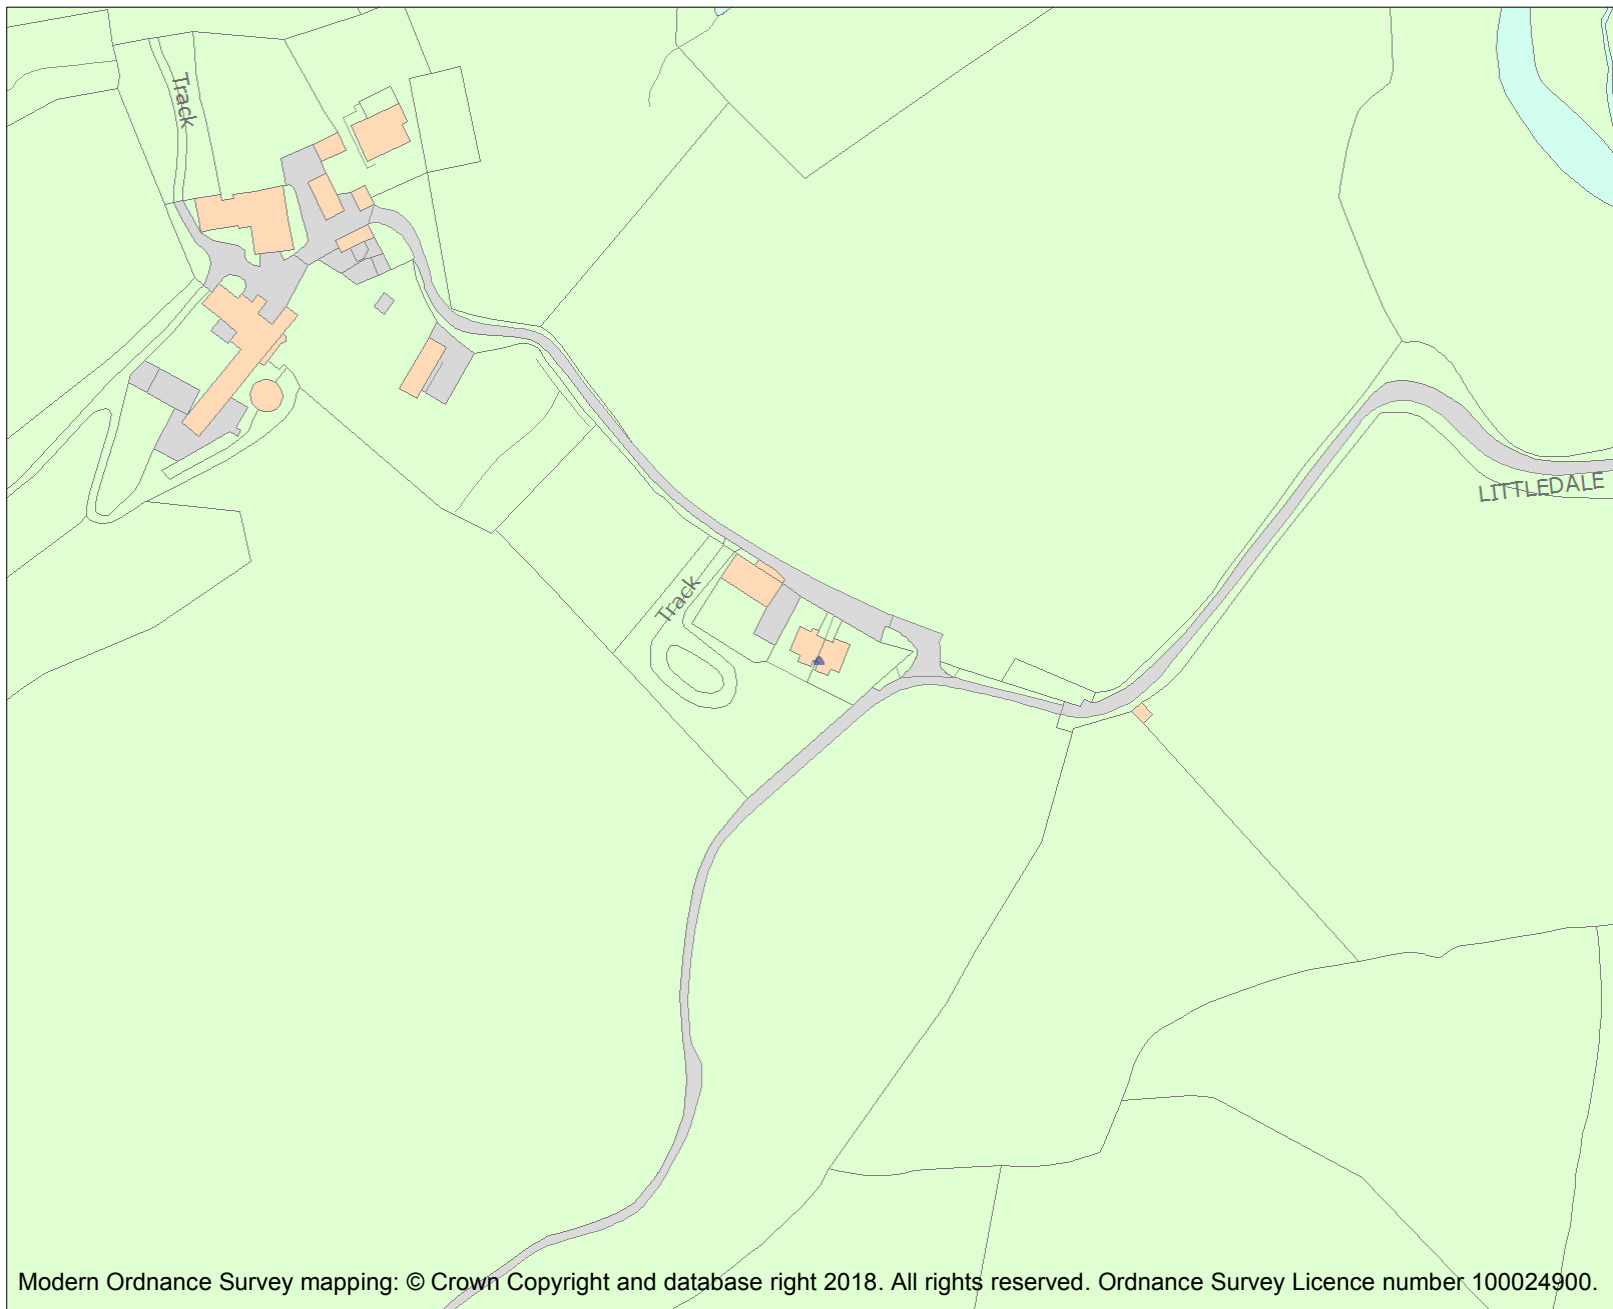 Track
LITTLEDALE
Track
Modern Ordnance Survey mapping: © Crown Copyright and database right 2018. All rights reserved. Ordnance Survey Licence number 100024900.